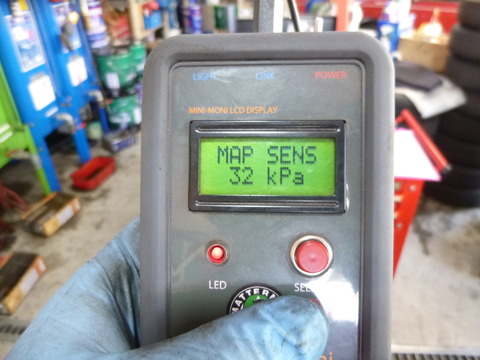 LIGHT LINK POWER
MINI-MONI LCD DISPLAY
MAP SENS
32 kPa
LED